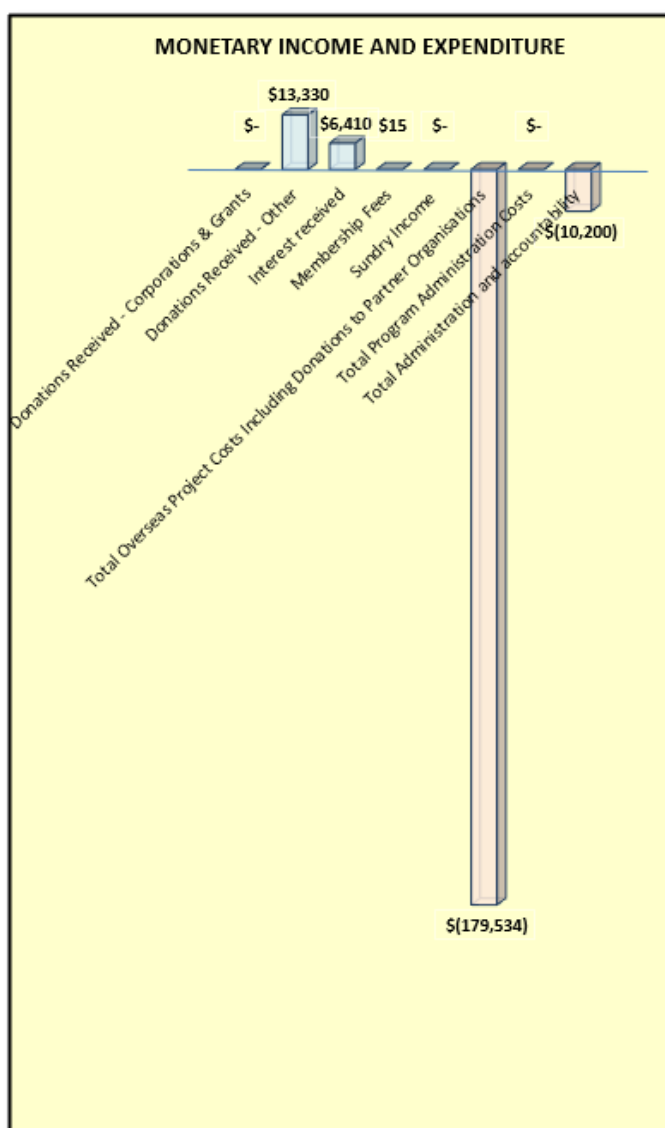 MONETARY INCOME AND EXPENDITURE
$13,330
$-
$6,410
$15
$-
$-
Donations Received - Corporations & Grants
Donations Received - Other
Interest received
Membership Fees
Sundry Income
Total Overseas Project Costs Including Donations to Partner Organisations
Total Program Administration Costs
Total Administration and accountability
$(10,200)
$(179,534)